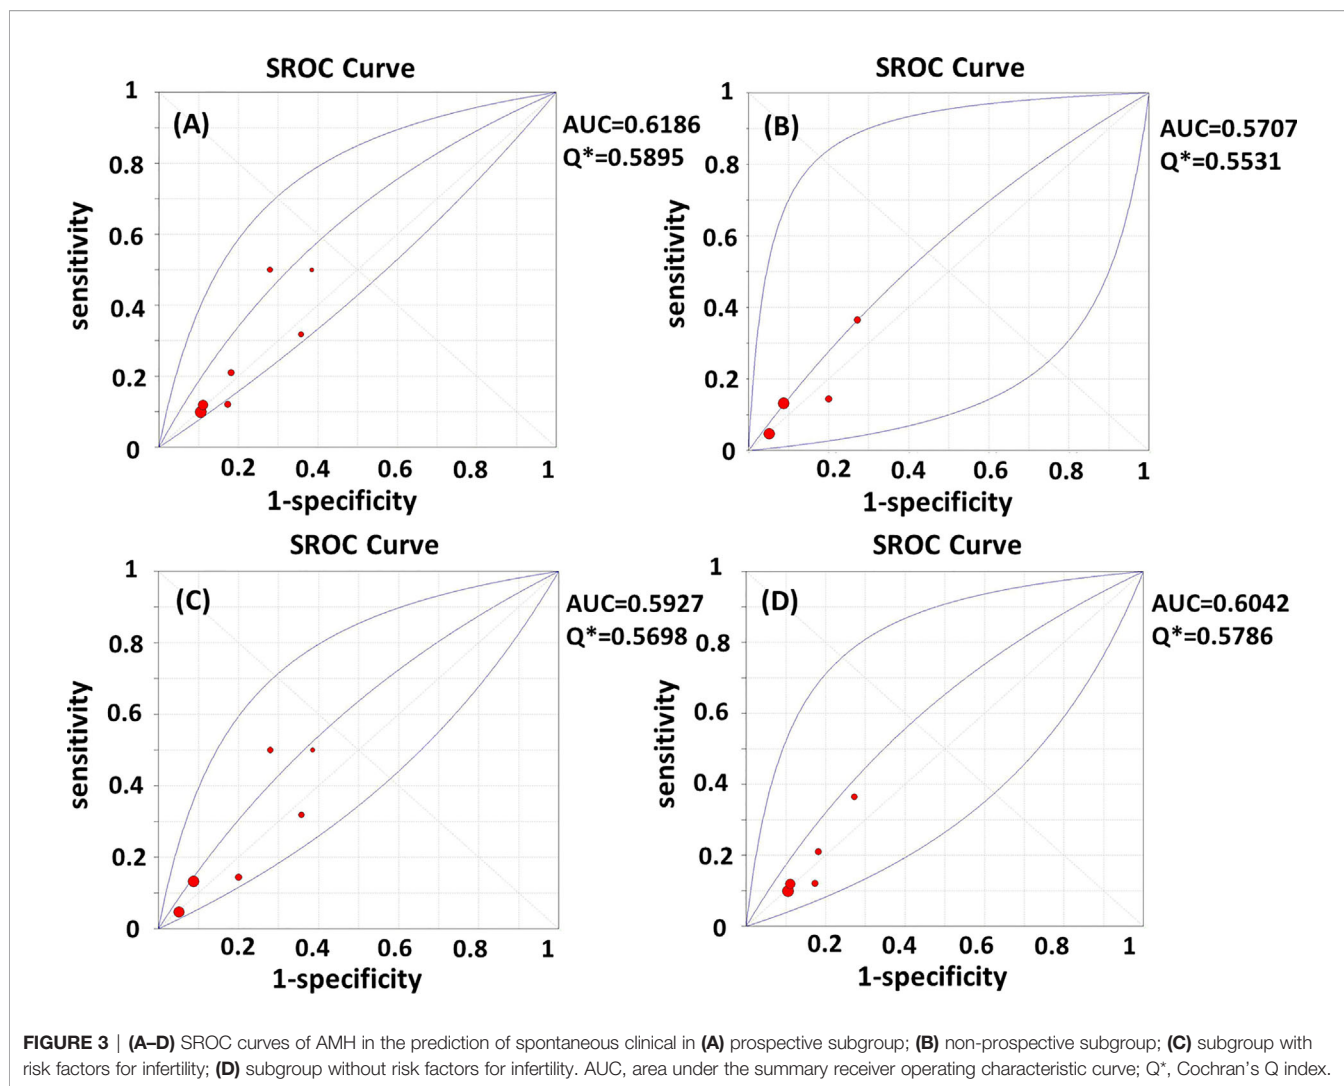 SROC Curve
(A)
AUC=0.6186
Q*=0.5895
1
0.8
0.6
0.4
0.2
0
sensitivity
0.2 0.4 0.6 0.8 1
1-specificity
SROC Curve
(B)
AUC=0.5707
Q*=0.5531
1
0.8
0.6
0.4
0.2
0
sensitivity
0.2 0.4 0.6 0.8 1
1-specificity
SROC Curve
(C)
AUC=0.5927
Q*=0.5698
1
0.8
0.6
0.4
0.2
0
sensitivity
0.2 0.4 0.6 0.8 1
1-specificity
SROC Curve
(D)
AUC=0.6042
Q*=0.5786
1
0.8
0.6
0.4
0.2
0
sensitivity
0.2 0.4 0.6 0.8 1
1-specificity
FIGURE 3 | (A–D) SROC curves of AMH in the prediction of spontaneous clinical in (A) prospective subgroup; (B) non-prospective subgroup; (C) subgroup with
risk factors for infertility; (D) subgroup without risk factors for infertility. AUC, area under the summary receiver operating characteristic curve; Q*, Cochran's Q index.